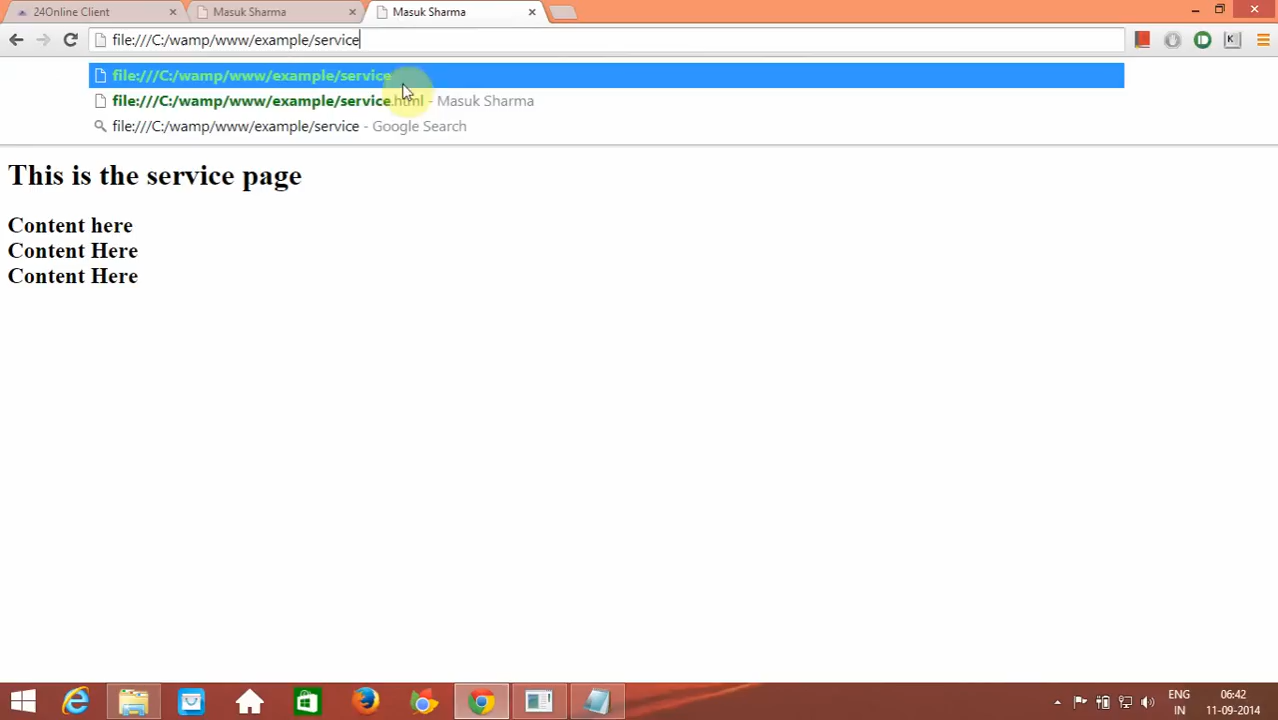 24Online Client
Masuk Sharma
Masuk Sharma
file:///C:/wamp/www/example/service
file:///C:/wamp/www/example/service
file:///C:/wamp/www/example/service.html - Masuk Sharma
file:///C:/wamp/www/example/service - Google Search
This is the service page
Content here
Content Here
Content Here
ENG
IN
06:42
11-09-2014